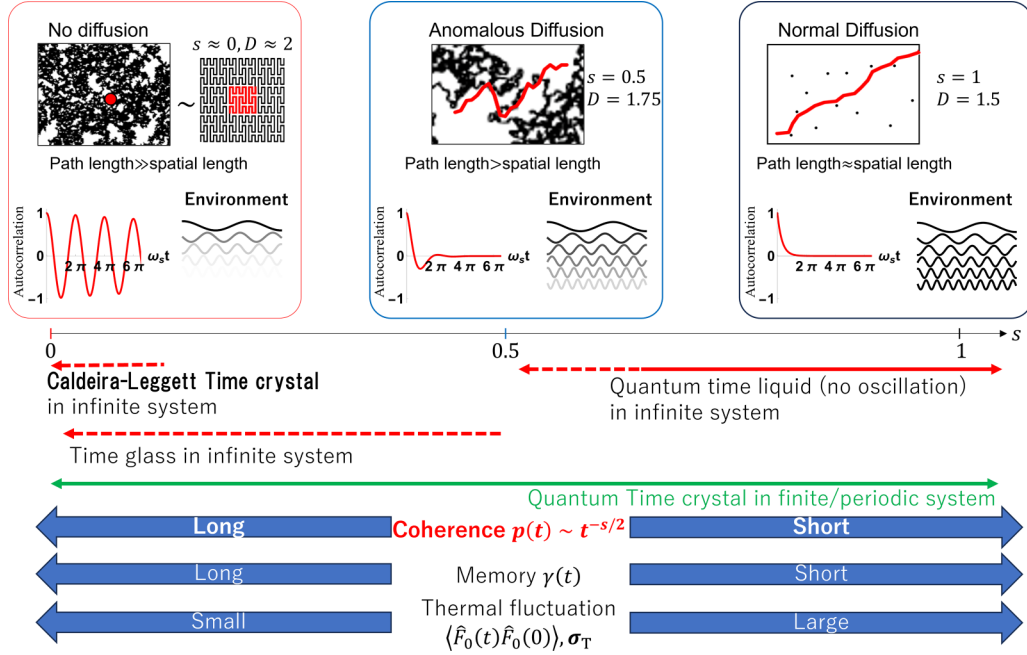 No diffusion
s ≈ 0, D ≈ 2
~
Path length≫spatial length
Environment
Autocorrelation
1
0
−1
2 π 4 π 6 π
ω_s t
Anomalous Diffusion
s = 0.5
D = 1.75
Path length>spatial length
Environment
Autocorrelation
1
0
−1
2 π 4 π 6 π
ω_s t
Normal Diffusion
s = 1
D = 1.5
Path length≈spatial length
Environment
Autocorrelation
1
0
−1
2 π 4 π 6 π
ω_s t
0
0.5
1
s
Caldeira-Leggett Time crystal
in infinite system
Quantum time liquid (no oscillation)
in infinite system
Time glass in infinite system
Quantum Time crystal in finite/periodic system
Long
Coherence p(t) ~ t^{-s/2}
Short
Long
Memory γ(t)
Short
Small
Thermal fluctuation
⟨F̂₀(t)F̂₀(0)⟩, σ_T
Large